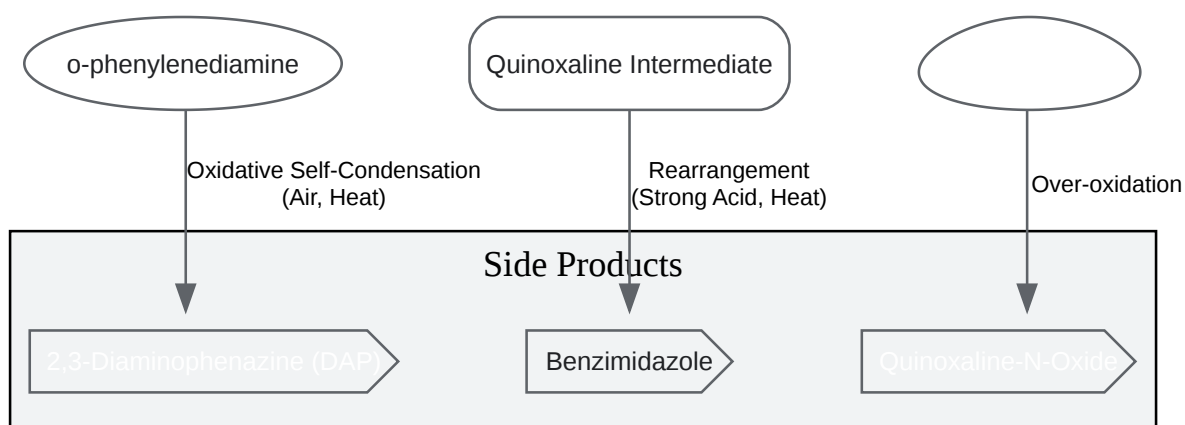 o-phenylenediamine
Quinoxaline Intermediate
Oxidative Self-Condensation
(Air, Heat)
Rearrangement
(Strong Acid, Heat)
Over-oxidation
Side Products
2,3-Diaminophenazine (DAP)
Benzimidazole
Quinoxaline-N-Oxide